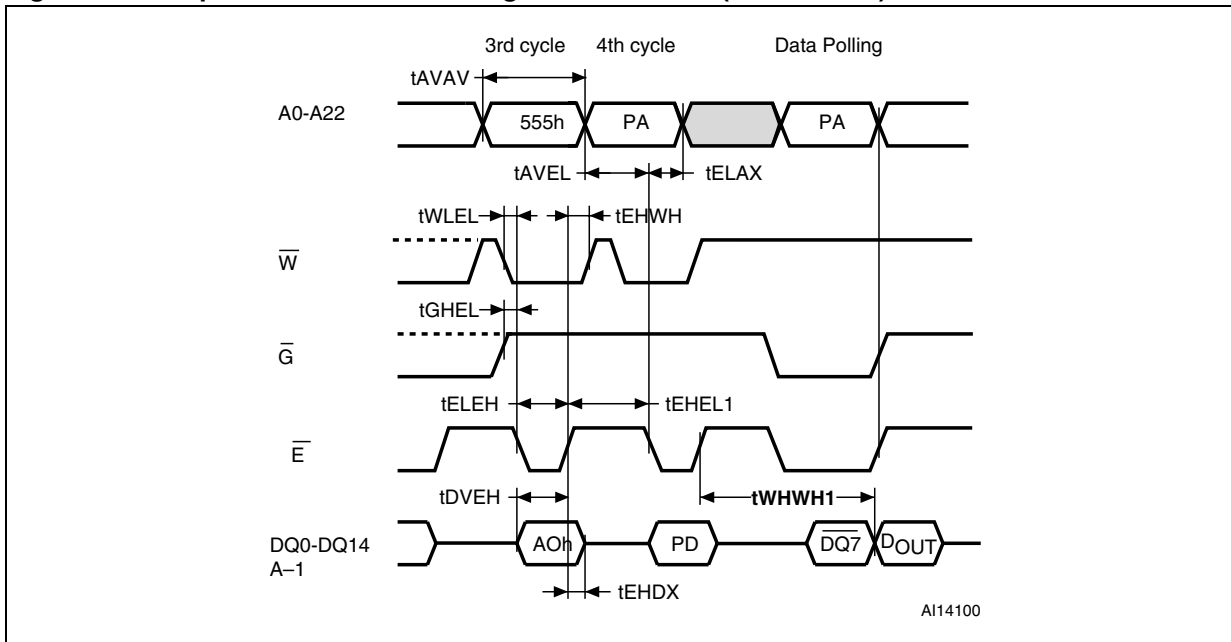 3rd cycle 4th cycle Data Polling
tAVAV
A0-A22 555h PA PA
tAVEL tELAX
tWLEL tEHWH
W
tGHEL
G
tELEH tEHEL1
E
tDVEH tWHWH1
DQ0-DQ14 AOh PD DQ7 DOUT
A–1
tEHDX
AI14100